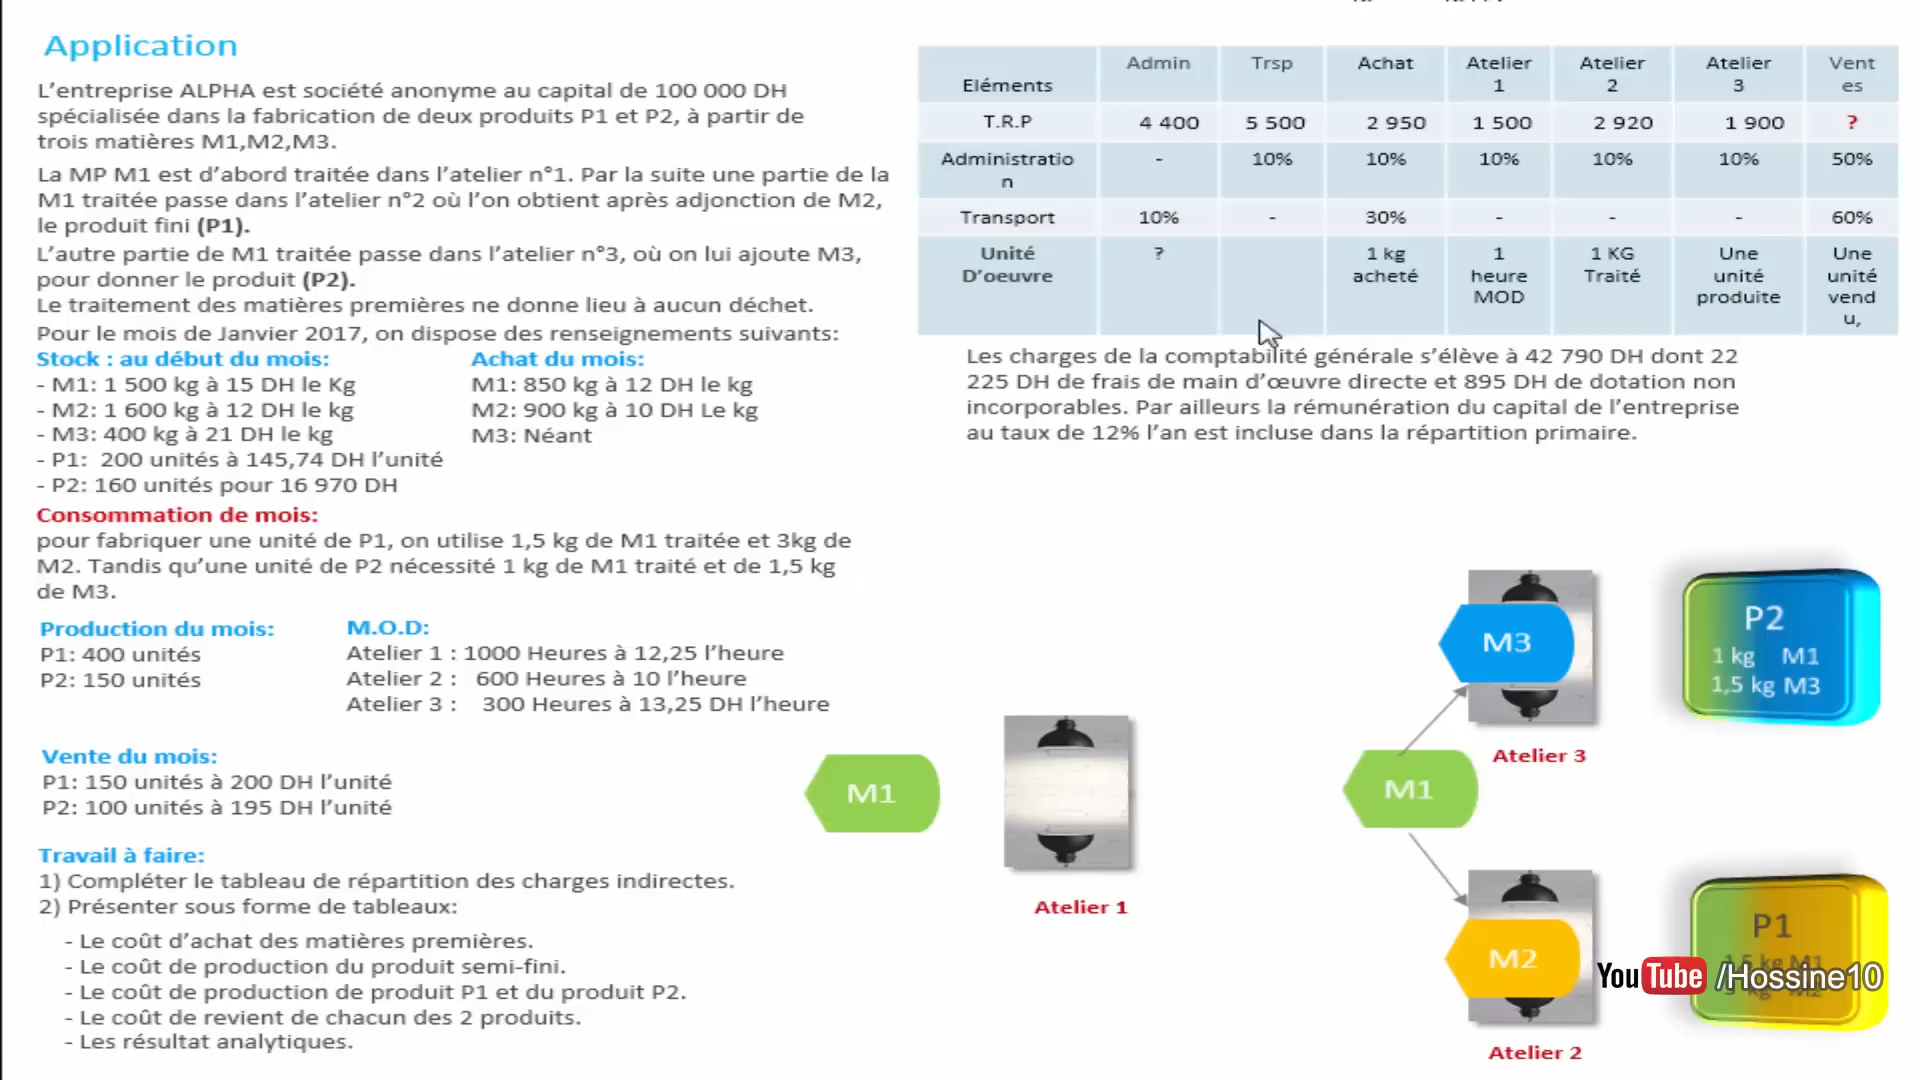 Application
L'entreprise ALPHA est société anonyme au capital de 100 000 DH
spécialisée dans la fabrication de deux produits P1 et P2, à partir de
trois matières M1,M2,M3.
La MP M1 est d'abord traitée dans l'atelier n°1. Par la suite une partie de la
M1 traitée passe dans l'atelier n°2 où l'on obtient après adjonction de M2,
le produit fini (P1).
L'autre partie de M1 traitée passe dans l'atelier n°3, où on lui ajoute M3,
pour donner le produit (P2).
Le traitement des matières premières ne donne lieu à aucun déchet.
Pour le mois de Janvier 2017, on dispose des renseignements suivants:
Stock : au début du mois:
- M1: 1 500 kg à 15 DH le Kg
- M2: 1 600 kg à 12 DH le kg
- M3: 400 kg à 21 DH le kg
- P1: 200 unités à 145,74 DH l'unité
- P2: 160 unités pour 16 970 DH
Achat du mois:
M1: 850 kg à 12 DH le kg
M2: 900 kg à 10 DH Le kg
M3: Néant
Consommation de mois:
pour fabriquer une unité de P1, on utilise 1,5 kg de M1 traitée et 3kg de
M2. Tandis qu'une unité de P2 nécessité 1 kg de M1 traité et de 1,5 kg
de M3.
Production du mois:
P1: 400 unités
P2: 150 unités
M.O.D:
Atelier 1 : 1000 Heures à 12,25 l'heure
Atelier 2 : 600 Heures à 10 l'heure
Atelier 3 : 300 Heures à 13,25 DH l'heure
Vente du mois:
P1: 150 unités à 200 DH l'unité
P2: 100 unités à 195 DH l'unité
Travail à faire:
1) Compléter le tableau de répartition des charges indirectes.
2) Présenter sous forme de tableaux:
- Le coût d'achat des matières premières.
- Le coût de production du produit semi-fini.
- Le coût de production de produit P1 et du produit P2.
- Le coût de revient de chacun des 2 produits.
- Les résultat analytiques.
Eléments Admin Trsp Achat Atelier 1 Atelier 2 Atelier 3 Vent es
T.R.P 4 400 5 500 2 950 1 500 2 920 1 900 ?
Administratio n - 10% 10% 10% 10% 10% 50%
Transport 10% - 30% - - - 60%
Unité D'oeuvre ? 1 kg acheté 1 heure MOD 1 KG Traité Une unité produite Une unité vend u,
Les charges de la comptabilité générale s'élève à 42 790 DH dont 22
225 DH de frais de main d'œuvre directe et 895 DH de dotation non
incorporables. Par ailleurs la rémunération du capital de l'entreprise
au taux de 12% l'an est incluse dans la répartition primaire.
M1
Atelier 1
M1
M3
Atelier 3
P2
1 kg M1
1,5 kg M3
M2
Atelier 2
P1
1,5 kg M1
3 kg M2
YouTube /Hossine10